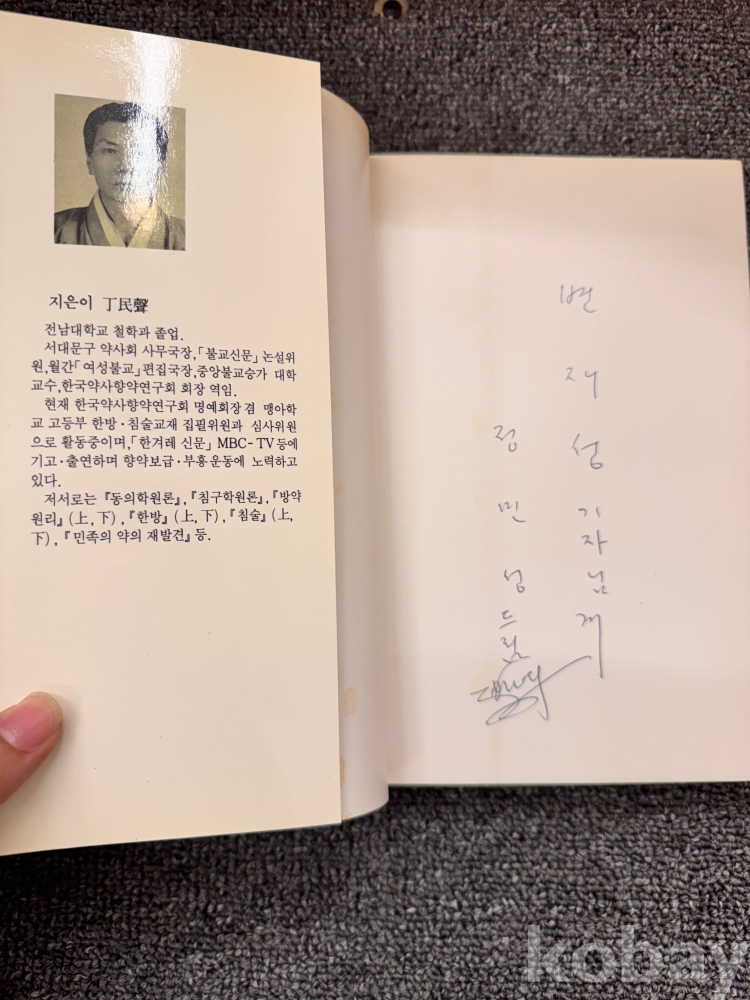 지은이 丁民聲
전남대학교 철학과 졸업.
서대문구 약사회 사무국장,「불교신문」논설위
원,월간「여성불교」편집국장,중앙불교승가 대학
교수,한국약사향약연구회 회장 역임.
현재 한국약사향약연구회 명예회장 겸 맹아학
교 고등부 한방·침술교재 집필위원과 심사위원
으로 활동중이며,「한겨레 신문」 MBC-TV등에
기고·출연하며 향약보급·부흥운동에 노력하고
있다.
저서로는『동의학원론』,『침구학원론』,『방약
원리』(上,下),『한방』(上,下),『침술』(上,
下),『민족의 약의 재발견』등.
변재성 기자님께
정민성 드림
kobay